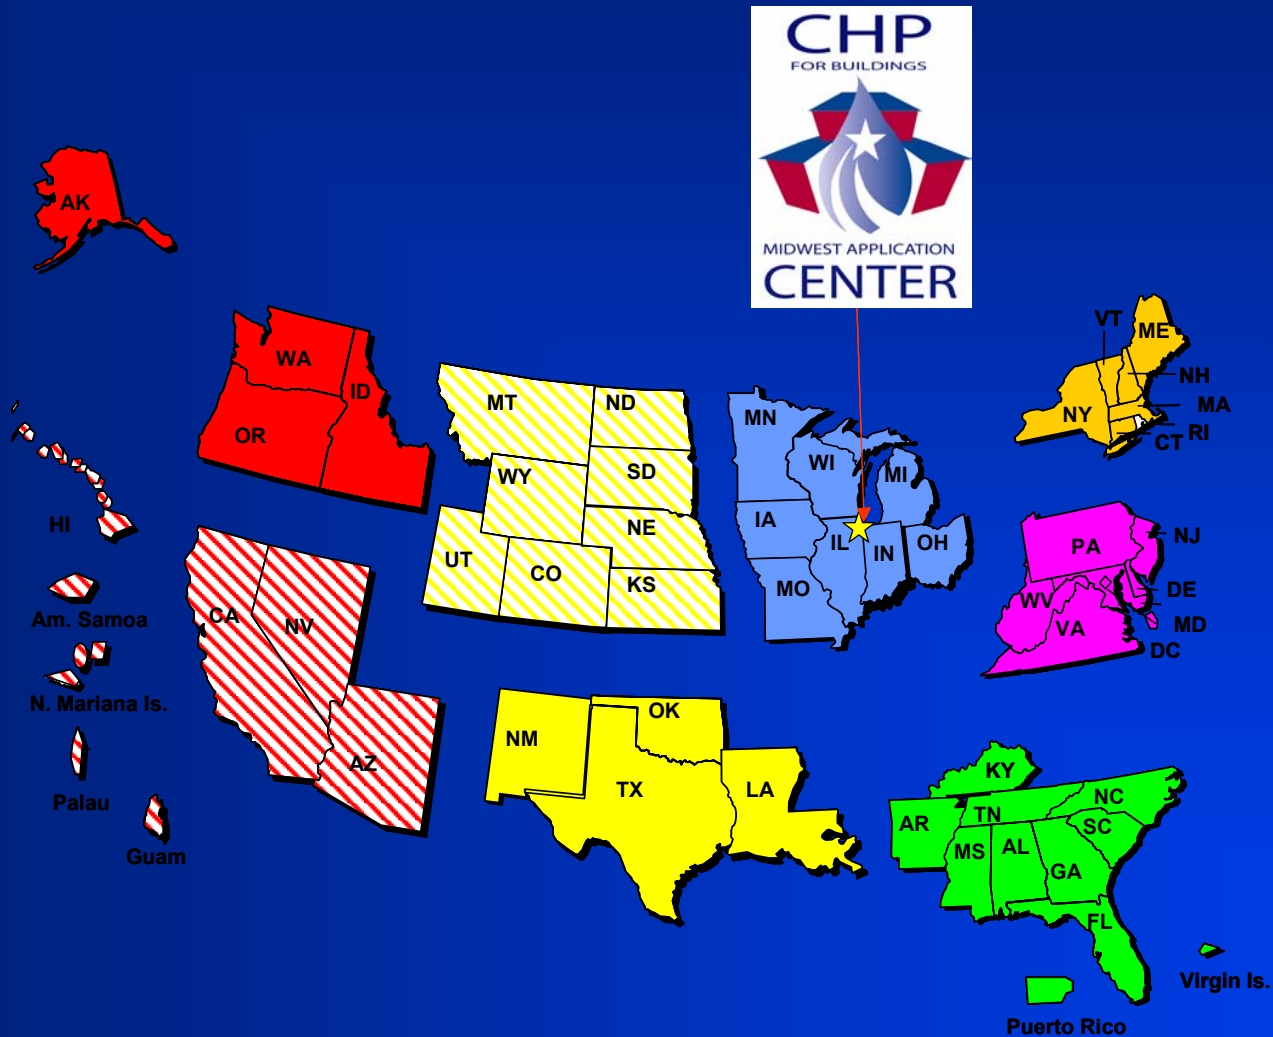 CHP
FOR BUILDINGS
MIDWEST APPLICATION
CENTER
AK
WA
ID
OR
HI
Am. Samoa
N. Mariana Is.
Palau
Guam
CA
NV
AZ
MT
ND
WY
SD
NE
UT
CO
KS
NM
OK
TX
LA
MN
WI
MI
IA
IL
IN
OH
MO
VT
ME
NH
NY
MA
RI
CT
PA
NJ
DE
WV
MD
VA
DC
KY
NC
TN
AR
SC
MS
AL
GA
FL
Virgin Is.
Puerto Rico